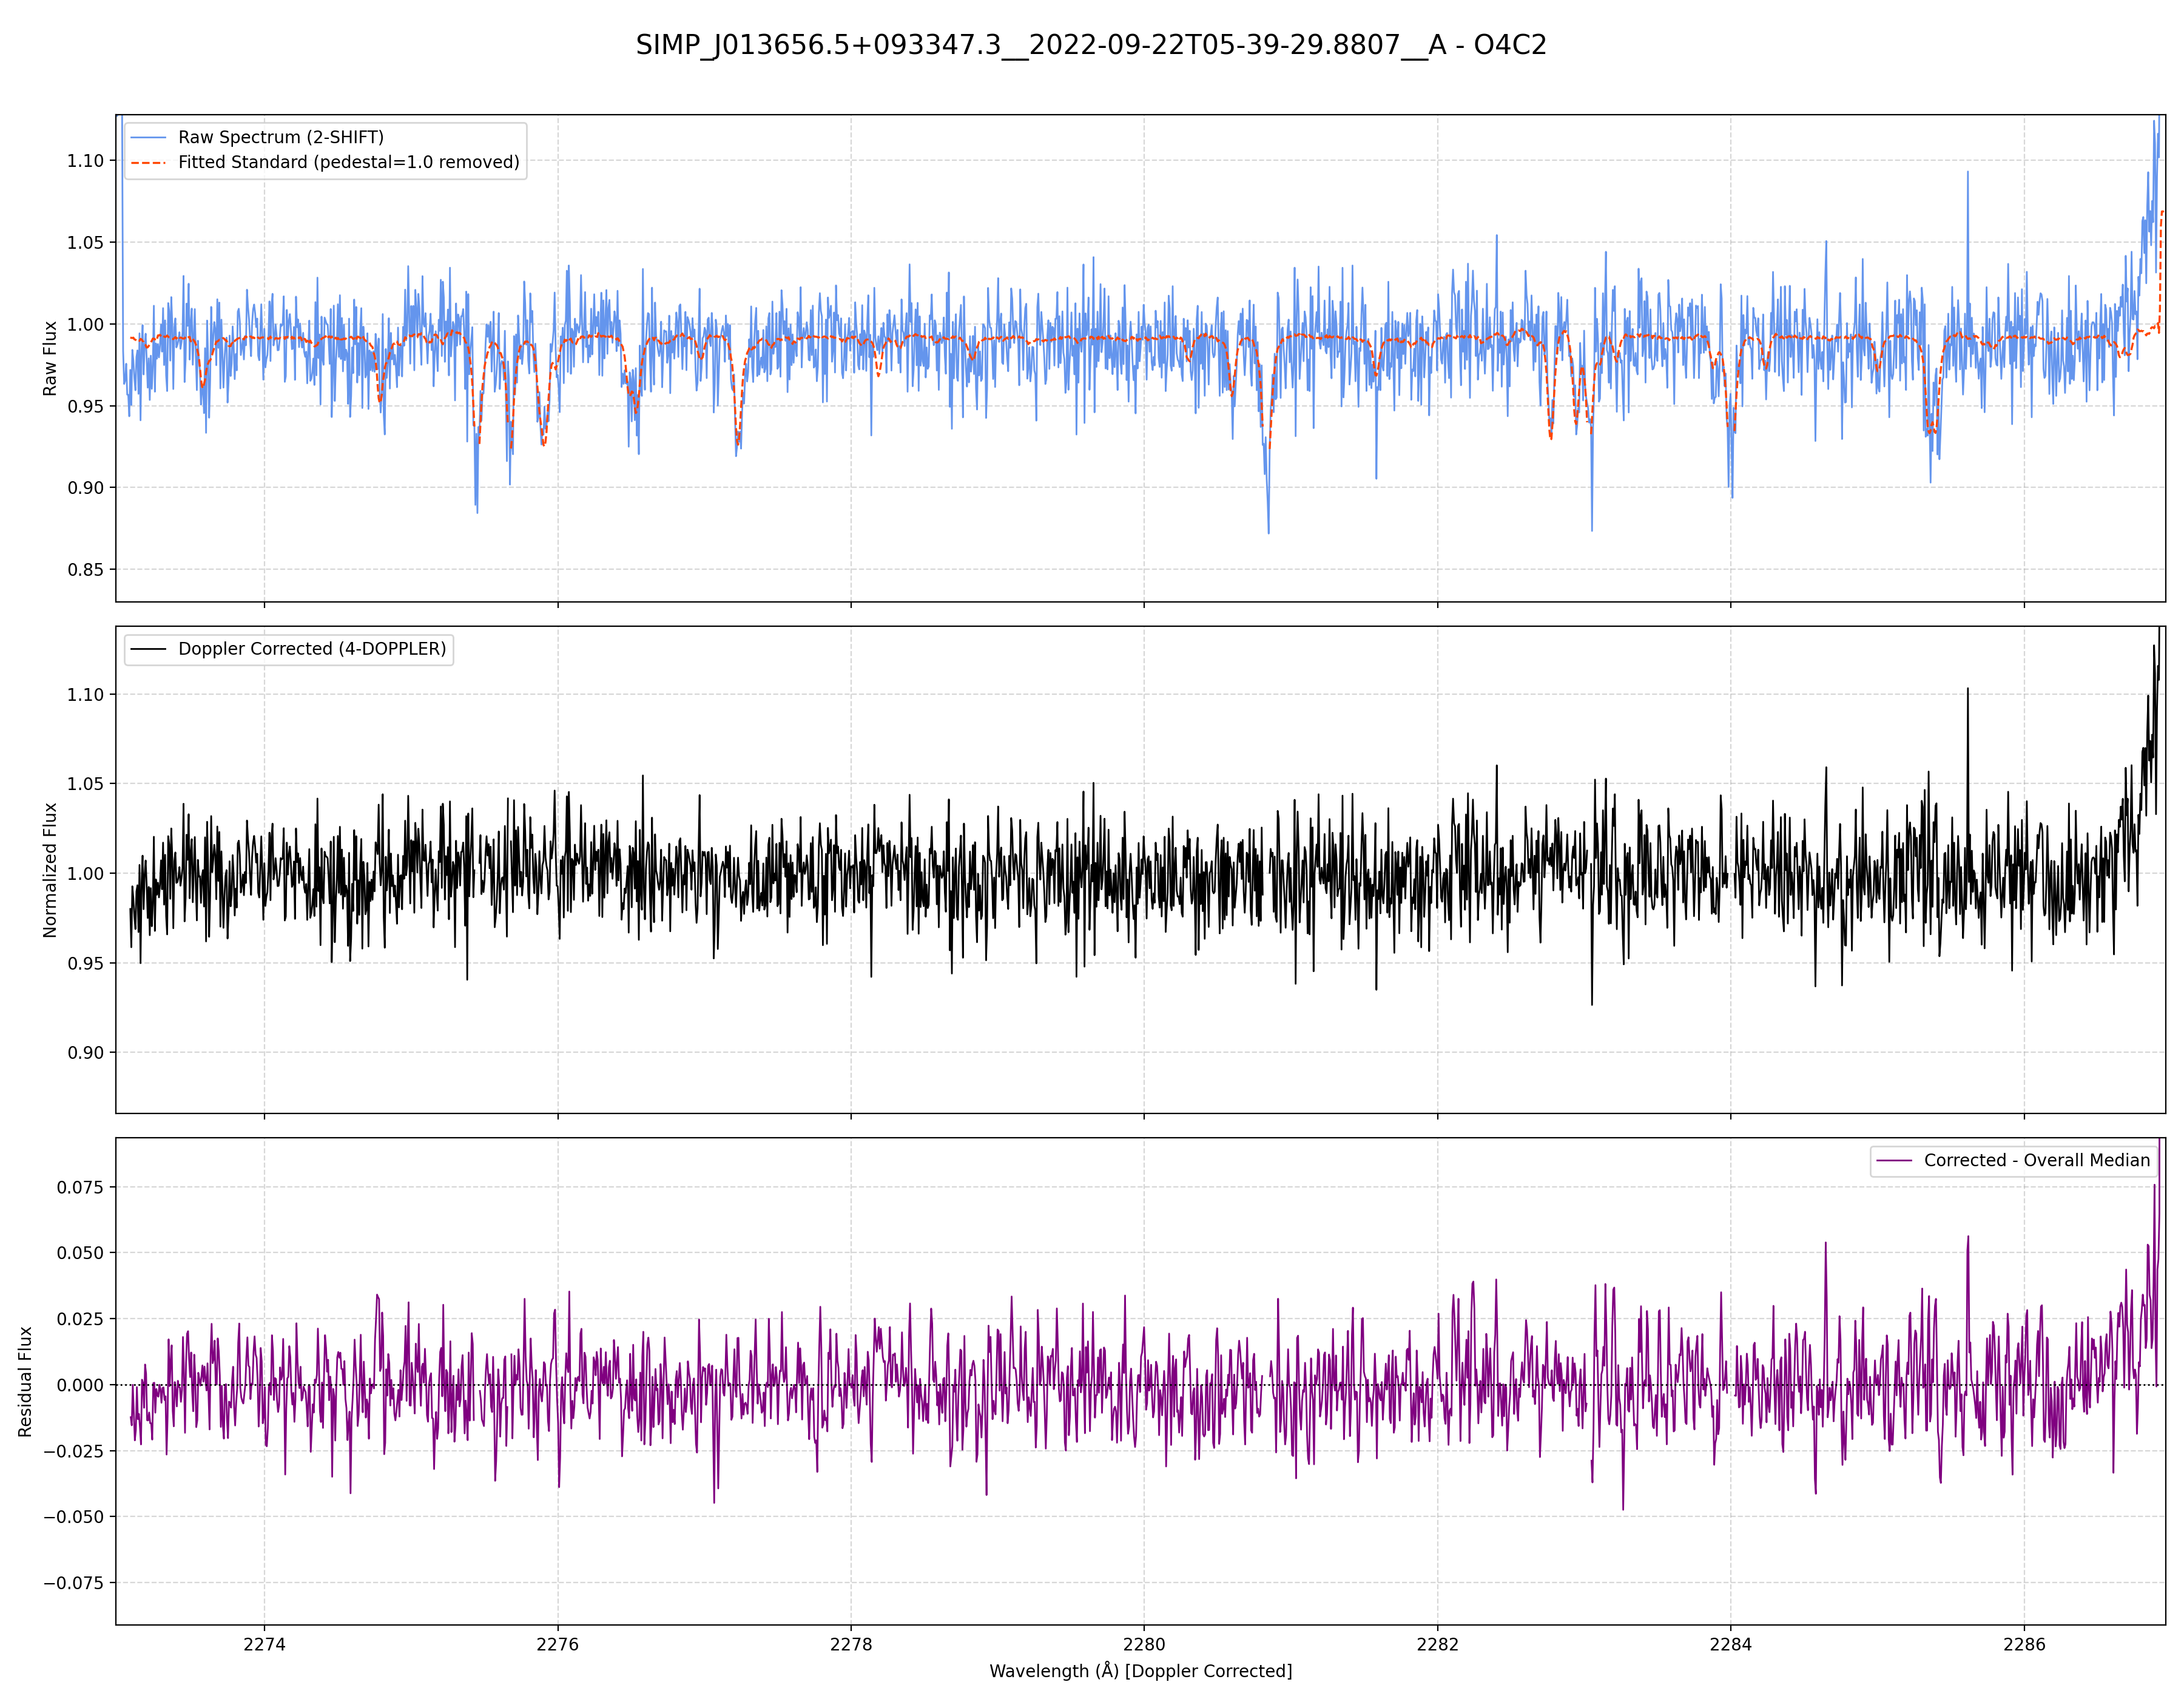 SIMP_J013656.5+093347.3__2022-09-22T05-39-29.8807__A - O4C2
Raw Spectrum (2-SHIFT)
Fitted Standard (pedestal=1.0 removed)
1.10
1.05
1.00
0.95
0.90
0.85
Raw Flux
Doppler Corrected (4-DOPPLER)
1.10
1.05
1.00
0.95
0.90
Normalized Flux
Corrected - Overall Median
0.075
0.050
0.025
0.000
−0.025
−0.050
−0.075
Residual Flux
2274 2276 2278 2280 2282 2284 2286
Wavelength (Å) [Doppler Corrected]